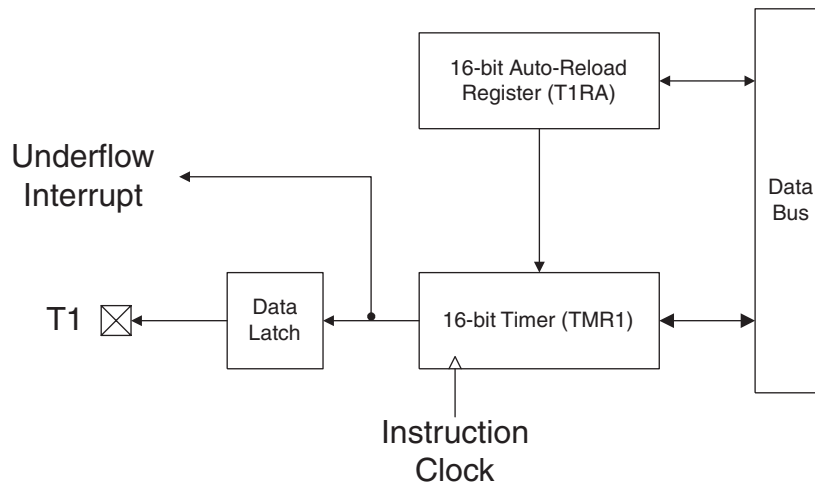 16-bit Auto-Reload
Register (T1RA)
Underflow
Interrupt
Data
Bus
T1
Data
Latch
16-bit Timer (TMR1)
Instruction
Clock